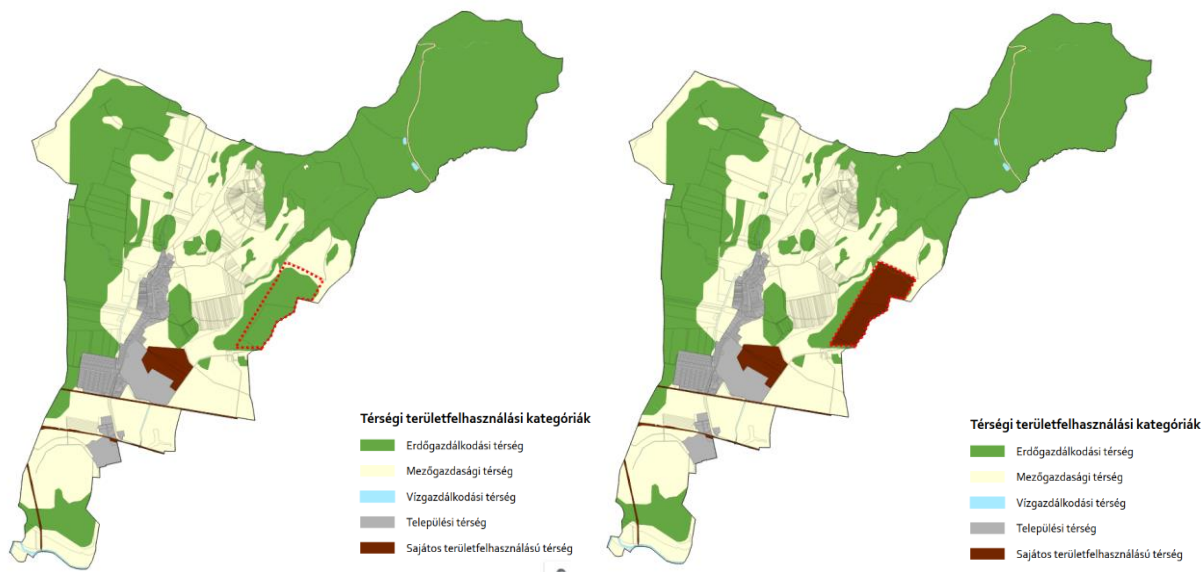 Térségi területfelhasználási kategóriák
Erdőgazdálkodási térség
Mezőgazdasági térség
Vízgazdálkodási térség
Települési térség
Sajátos területfelhasználású térség
Térségi területfelhasználási kategóriák
Erdőgazdálkodási térség
Mezőgazdasági térség
Vízgazdálkodási térség
Települési térség
Sajátos területfelhasználású térség